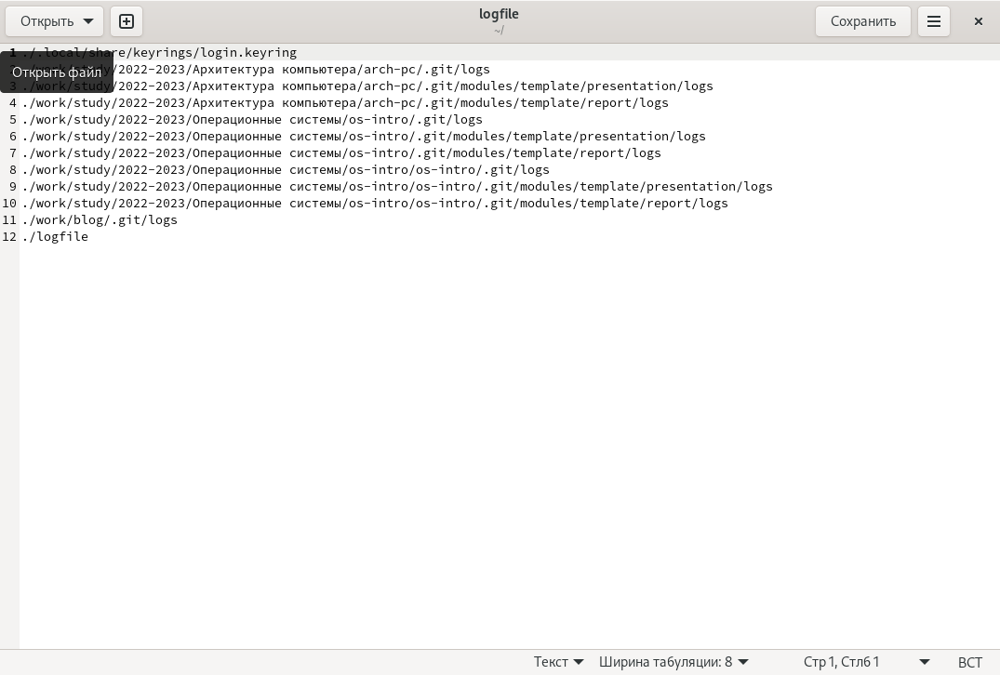 Открыть
logfile
~/
Сохранить
1 ./.local/share/keyrings/login.keyring
Открыть файл
2 ./work/study/2022-2023/Архитектура компьютера/arch-pc/.git/logs
3 ./work/study/2022-2023/Архитектура компьютера/arch-pc/.git/modules/template/presentation/logs
4 ./work/study/2022-2023/Архитектура компьютера/arch-pc/.git/modules/template/report/logs
5 ./work/study/2022-2023/Операционные системы/os-intro/.git/logs
6 ./work/study/2022-2023/Операционные системы/os-intro/.git/modules/template/presentation/logs
7 ./work/study/2022-2023/Операционные системы/os-intro/.git/modules/template/report/logs
8 ./work/study/2022-2023/Операционные системы/os-intro/os-intro/.git/logs
9 ./work/study/2022-2023/Операционные системы/os-intro/os-intro/.git/modules/template/presentation/logs
10 ./work/study/2022-2023/Операционные системы/os-intro/os-intro/.git/modules/template/report/logs
11 ./work/blog/.git/logs
12 ./logfile
Текст Ширина табуляции: 8 Стр 1, Стлб 1 ВСТ